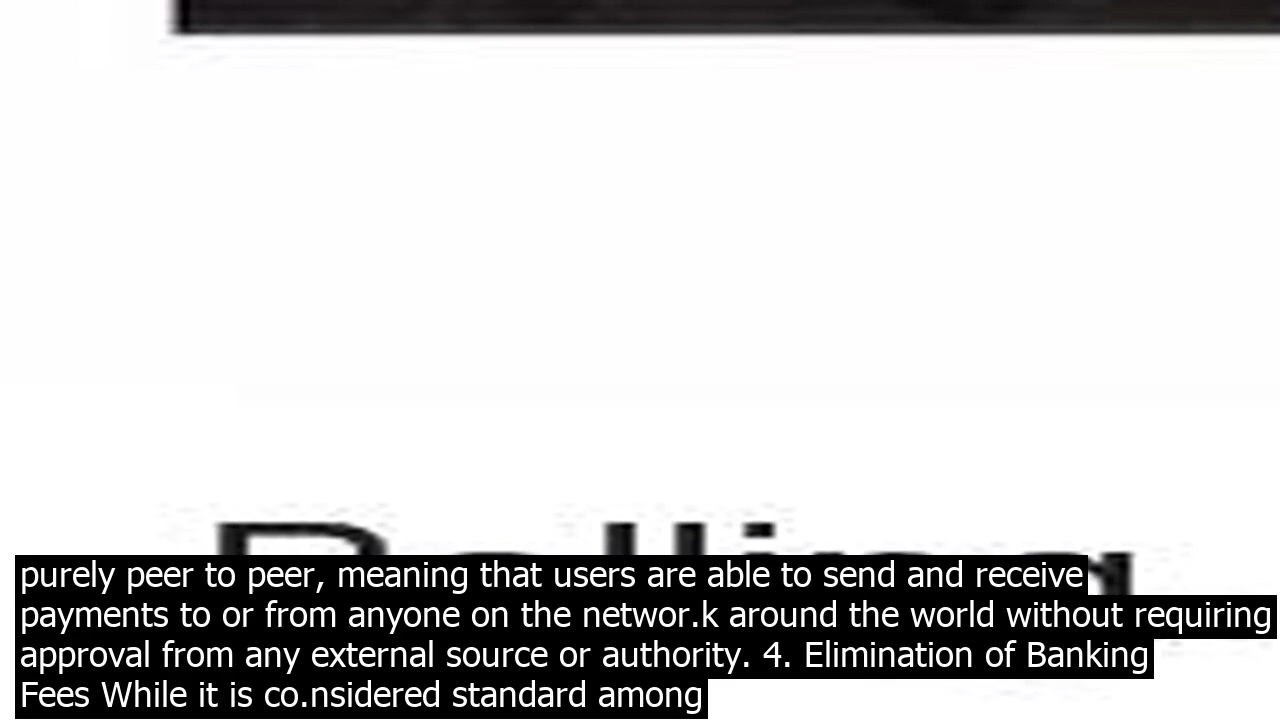 purely peer to peer, meaning that users are able to send and receive
payments to or from anyone on the networ.k around the world without requiring
approval from any external source or authority. 4. Elimination of Banking
Fees While it is co.nsidered standard among